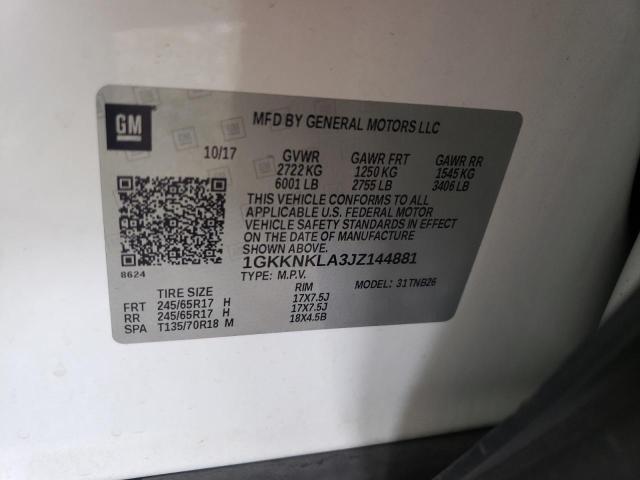 GM
MFD BY GENERAL MOTORS LLC
10/17 GVWR GAWR FRT GAWR RR
2722 KG 1250 KG 1545 KG
6001 LB 2755 LB 3406 LB
THIS VEHICLE CONFORMS TO ALL
APPLICABLE U.S. FEDERAL MOTOR
VEHICLE SAFETY STANDARDS IN EFFECT
ON THE DATE OF MANUFACTURE
SHOWN ABOVE.
8624
1GKKNKLA3JZ144881
TYPE: M.P.V. MODEL: 31TNB26
TIRE SIZE RIM
FRT 245/65R17 H 17X7.5J
RR 245/65R17 H 17X7.5J
SPA T135/70R18 M 18X4.5B